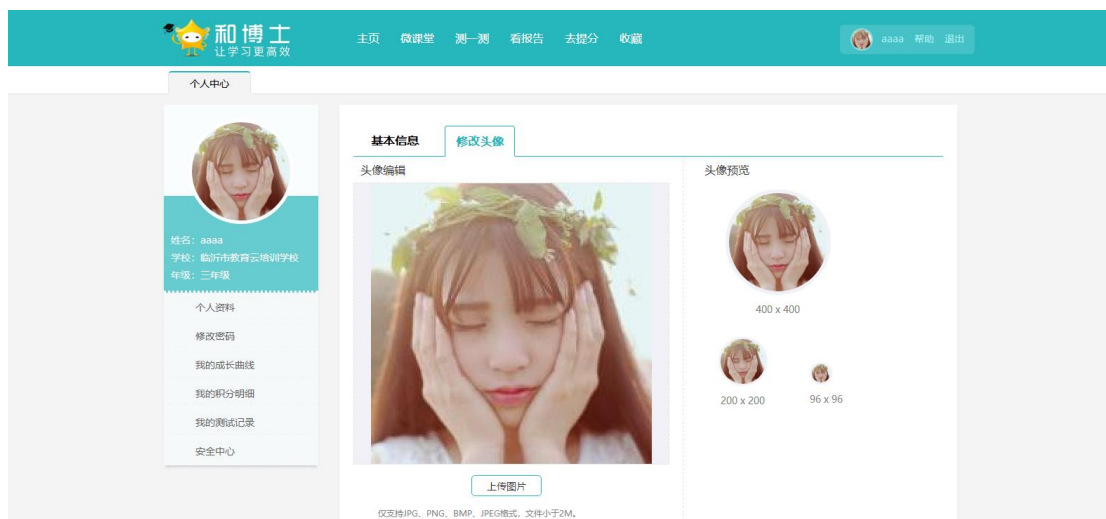 和博士
让学习更高效
主页 微课堂 测一测 看报告 去提分 收藏
aaaa 帮助 退出
个人中心
姓名：aaaa
学校：临沂市教育云培训学校
年级：三年级
个人资料
修改密码
我的成长曲线
我的积分明细
我的测试记录
安全中心
基本信息 修改头像
头像编辑
上传图片
仅支持JPG、PNG、BMP、JPEG格式，文件小于2M。
头像预览
400 x 400
200 x 200 96 x 96